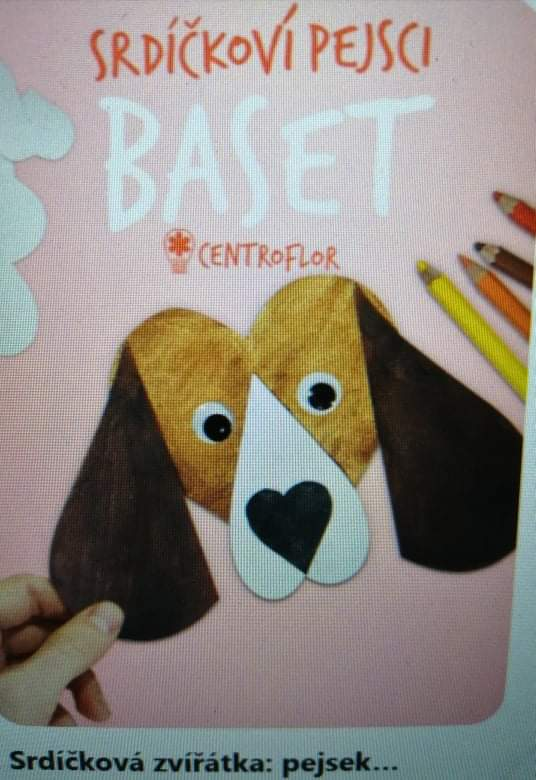 SRDÍČKOVÍ PEJSCI
BASET
CENTROFLOR
Srdíčková zvířátka: pejsek...